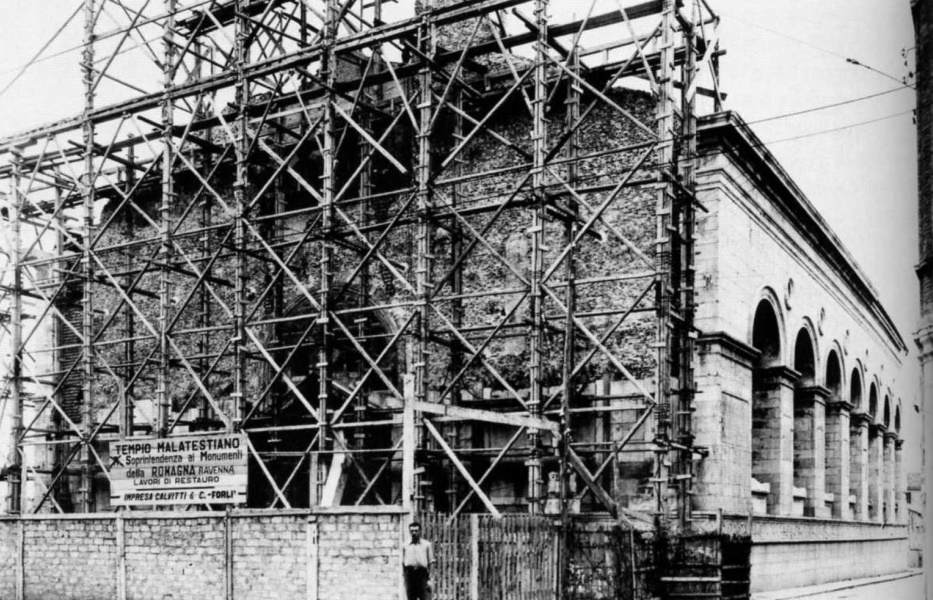 TEMPIO MALATESTIANO
Soprintendenza ai Monumenti
della ROMAGNA RAVENNA
LAVORI DI RESTAURO
IMPRESA CALVITTI & C. - FORLI'